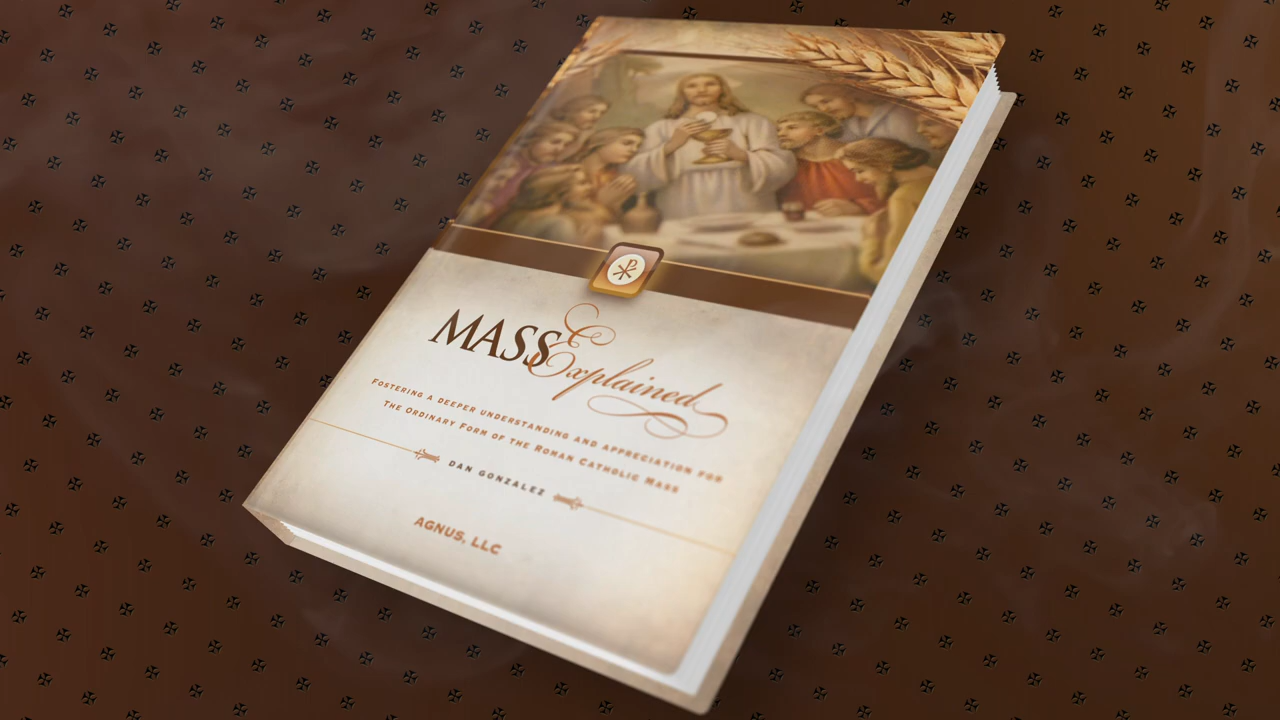 MASS Explained
FOSTERING A DEEPER UNDERSTANDING AND APPRECIATION FOR
THE ORDINARY FORM OF THE ROMAN CATHOLIC MASS
DAN GONZALEZ
AGNUS, LLC